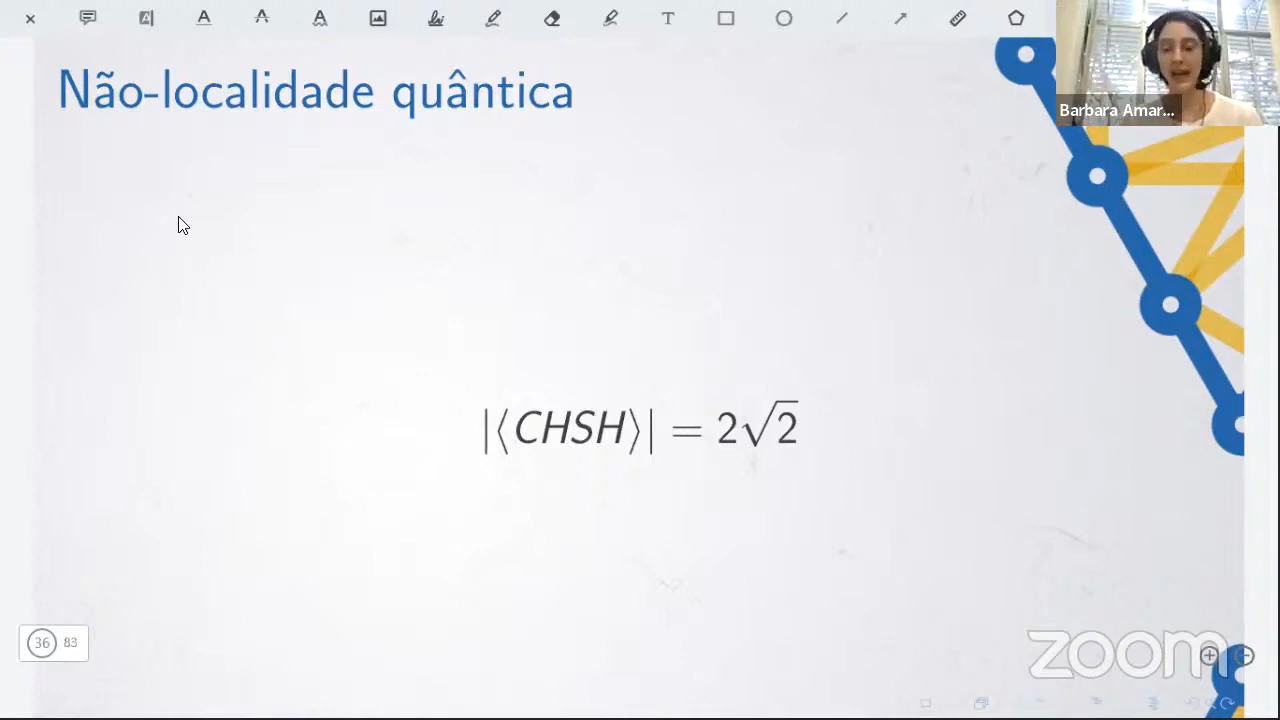 Não-localidade quântica
Barbara Amar...
|⟨CHSH⟩| = 2√2
36 83
zoom